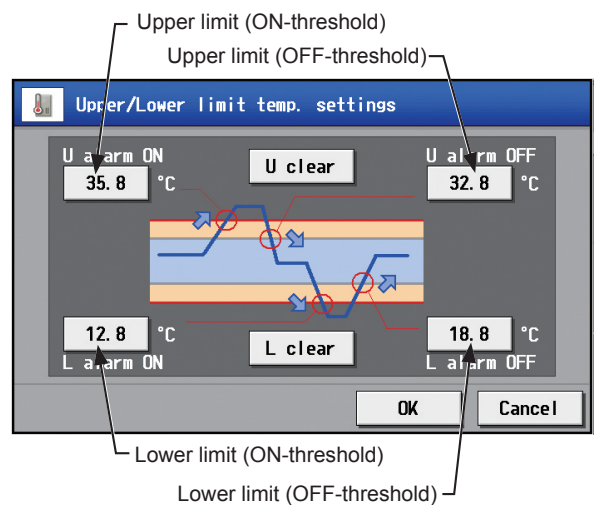 Upper limit (ON-threshold)
Upper limit (OFF-threshold)
Upper/Lower limit temp. settings
U alarm ON
U clear
U alarm OFF
35.8 °C
32.8 °C
12.8 °C
18.8 °C
L clear
L alarm ON
L alarm OFF
OK
Cancel
Lower limit (ON-threshold)
Lower limit (OFF-threshold)